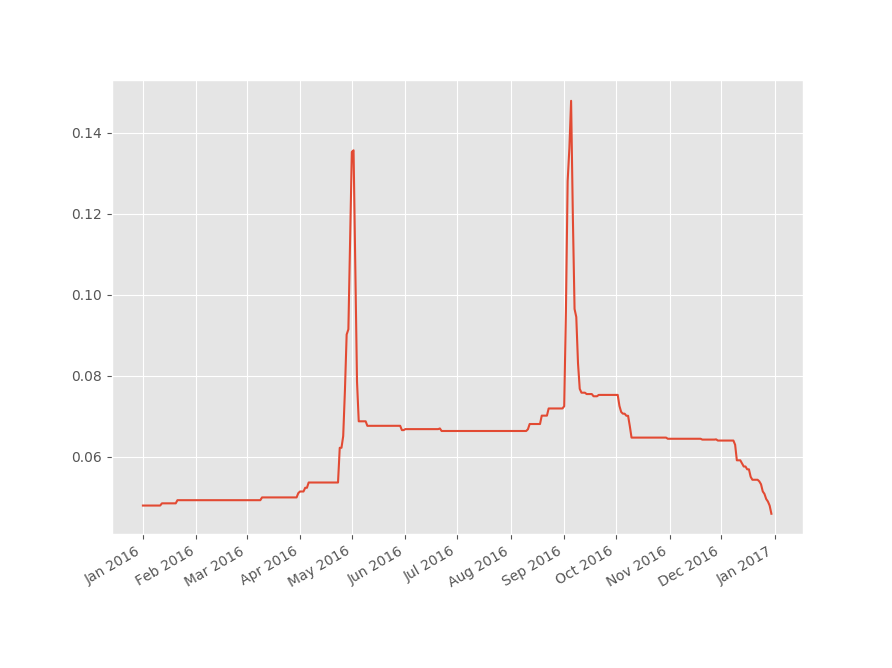 0.14
0.12
0.10
0.08
0.06
Jan 2016
Feb 2016
Mar 2016
Apr 2016
May 2016
Jun 2016
Jul 2016
Aug 2016
Sep 2016
Oct 2016
Nov 2016
Dec 2016
Jan 2017